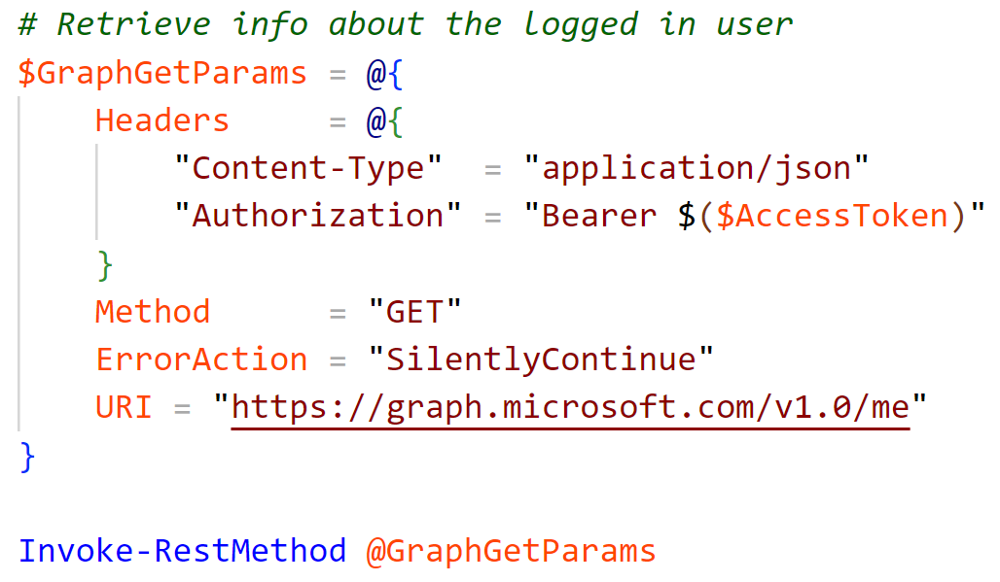 # Retrieve info about the logged in user
$GraphGetParams = @{
    Headers     = @{
        "Content-Type"  = "application/json"
        "Authorization" = "Bearer $($AccessToken)"
    }
    Method      = "GET"
    ErrorAction = "SilentlyContinue"
    URI = "https://graph.microsoft.com/v1.0/me"
}

Invoke-RestMethod @GraphGetParams